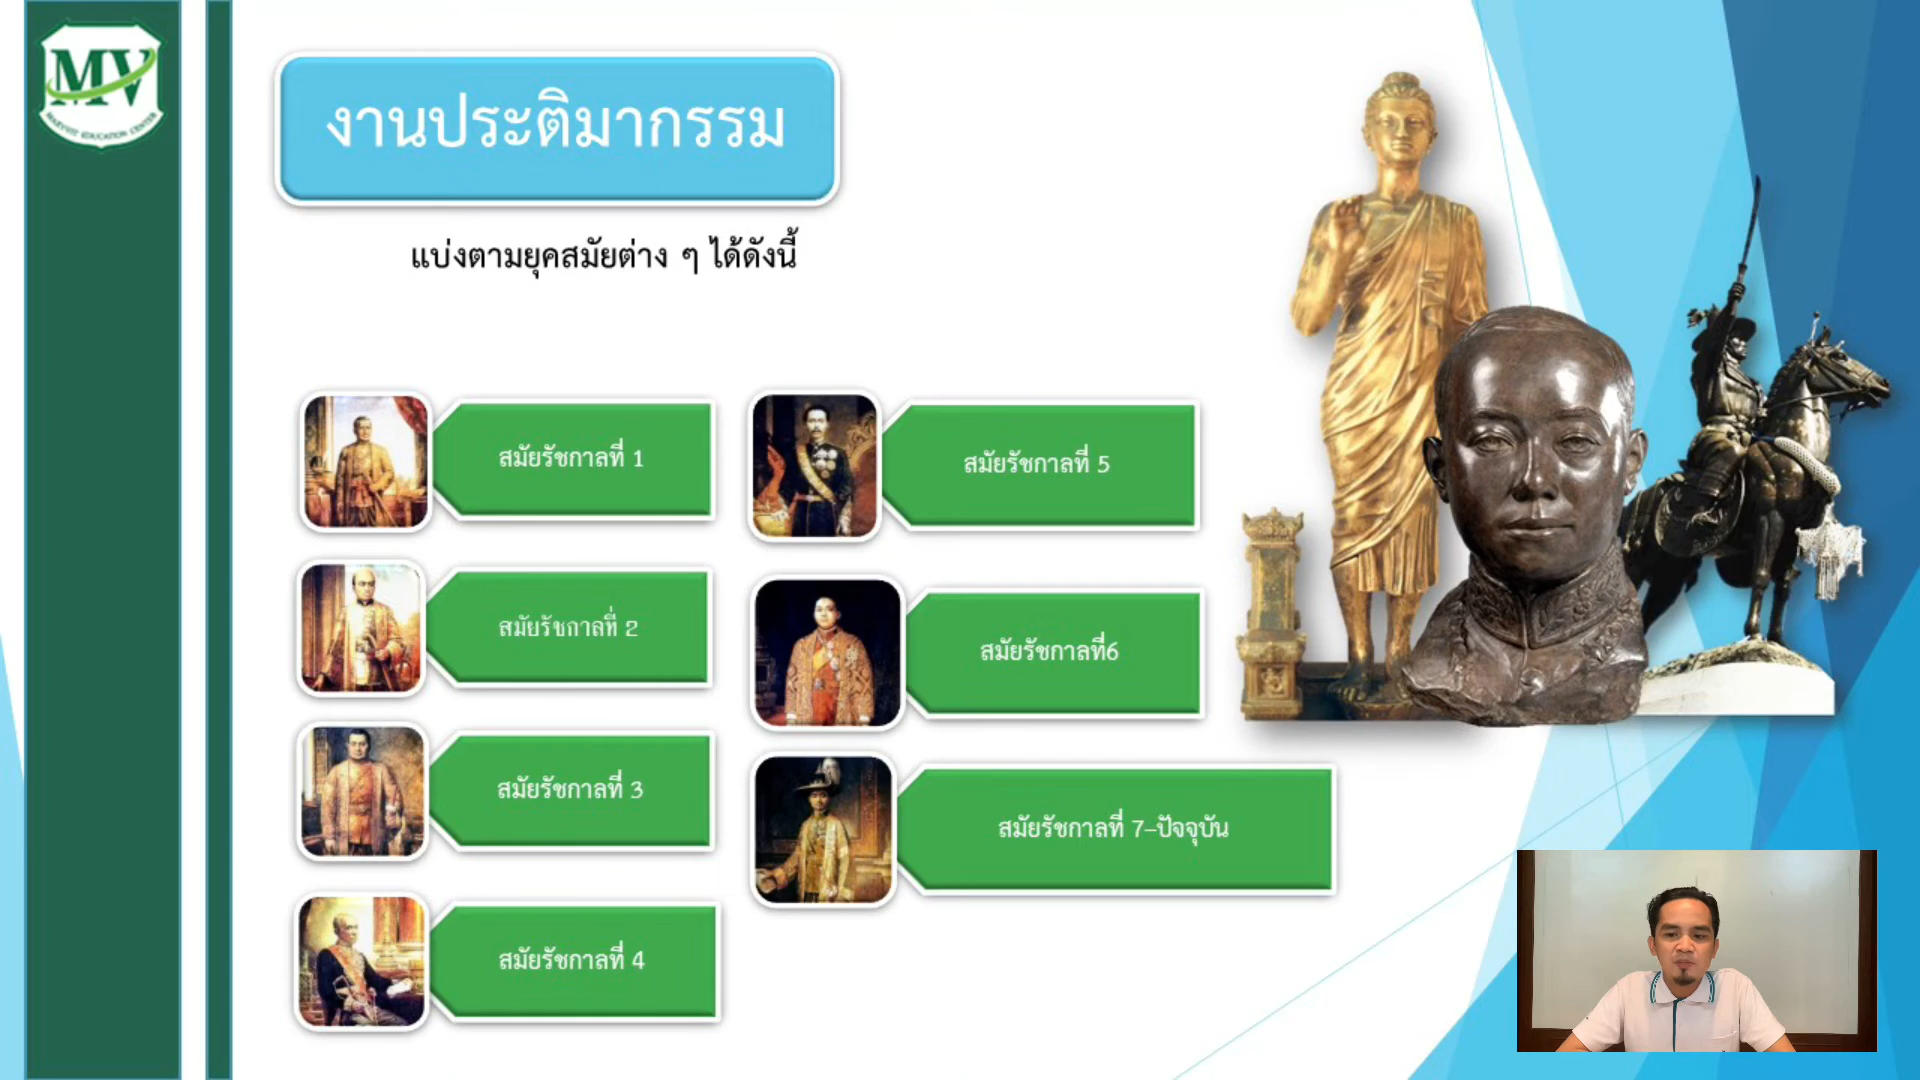 MV
MARYVIT EDUCATION CENTER
งานประติมากรรม
แบ่งตามยุคสมัยต่าง ๆ ได้ดังนี้
สมัยรัชกาลที่ 1
สมัยรัชกาลที่ 2
สมัยรัชกาลที่ 3
สมัยรัชกาลที่ 4
สมัยรัชกาลที่ 5
สมัยรัชกาลที่6
สมัยรัชกาลที่ 7–ปัจจุบัน